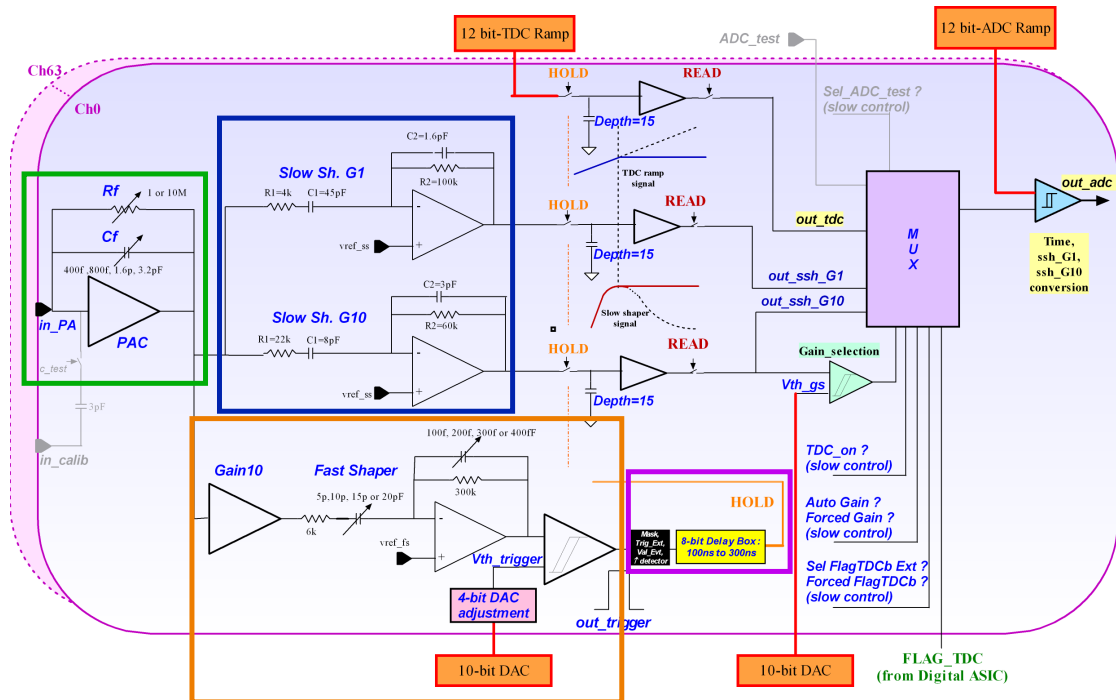 12 bit-TDC Ramp
12 bit-ADC Ramp
ADC_test
Ch63
Ch0
HOLD
READ
Depth=15
Sel_ADC_test ?
(slow control)
C2=1.6pF
R2=100k
Slow Sh. G1
R1=4k
C1=45pF
vref_ss
TDC ramp
signal
Rf
1 or 10M
Cf
400f ,800f, 1.6p, 3.2pF
in_PA
PAC
HOLD
READ
Depth=15
out_tdc
out_adc
M
U
X
Time,
ssh_G1,
ssh_G10
conversion
out_ssh_G1
out_ssh_G10
C2=3pF
R2=60k
Slow Sh. G10
R1=22k
C1=8pF
vref_ss
Slow shaper
signal
HOLD
READ
Depth=15
Gain_selection
Vth_gs
c_test
3pF
in_calib
100f, 200f, 300f or 400fF
300k
Gain10
Fast Shaper
5p,10p, 15p or 20pF
6k
vref_fs
Vth_trigger
4-bit DAC
adjustment
10-bit DAC
out_trigger
HOLD
Mask,
Trig_Ext,
Val_Evt,
↑ detector
8-bit Delay Box :
100ns to 300ns
TDC_on ?
(slow control)
Auto Gain ?
Forced Gain ?
(slow control)
Sel FlagTDCb Ext ?
Forced FlagTDCb ?
(slow control)
10-bit DAC
FLAG_TDC
(from Digital ASIC)